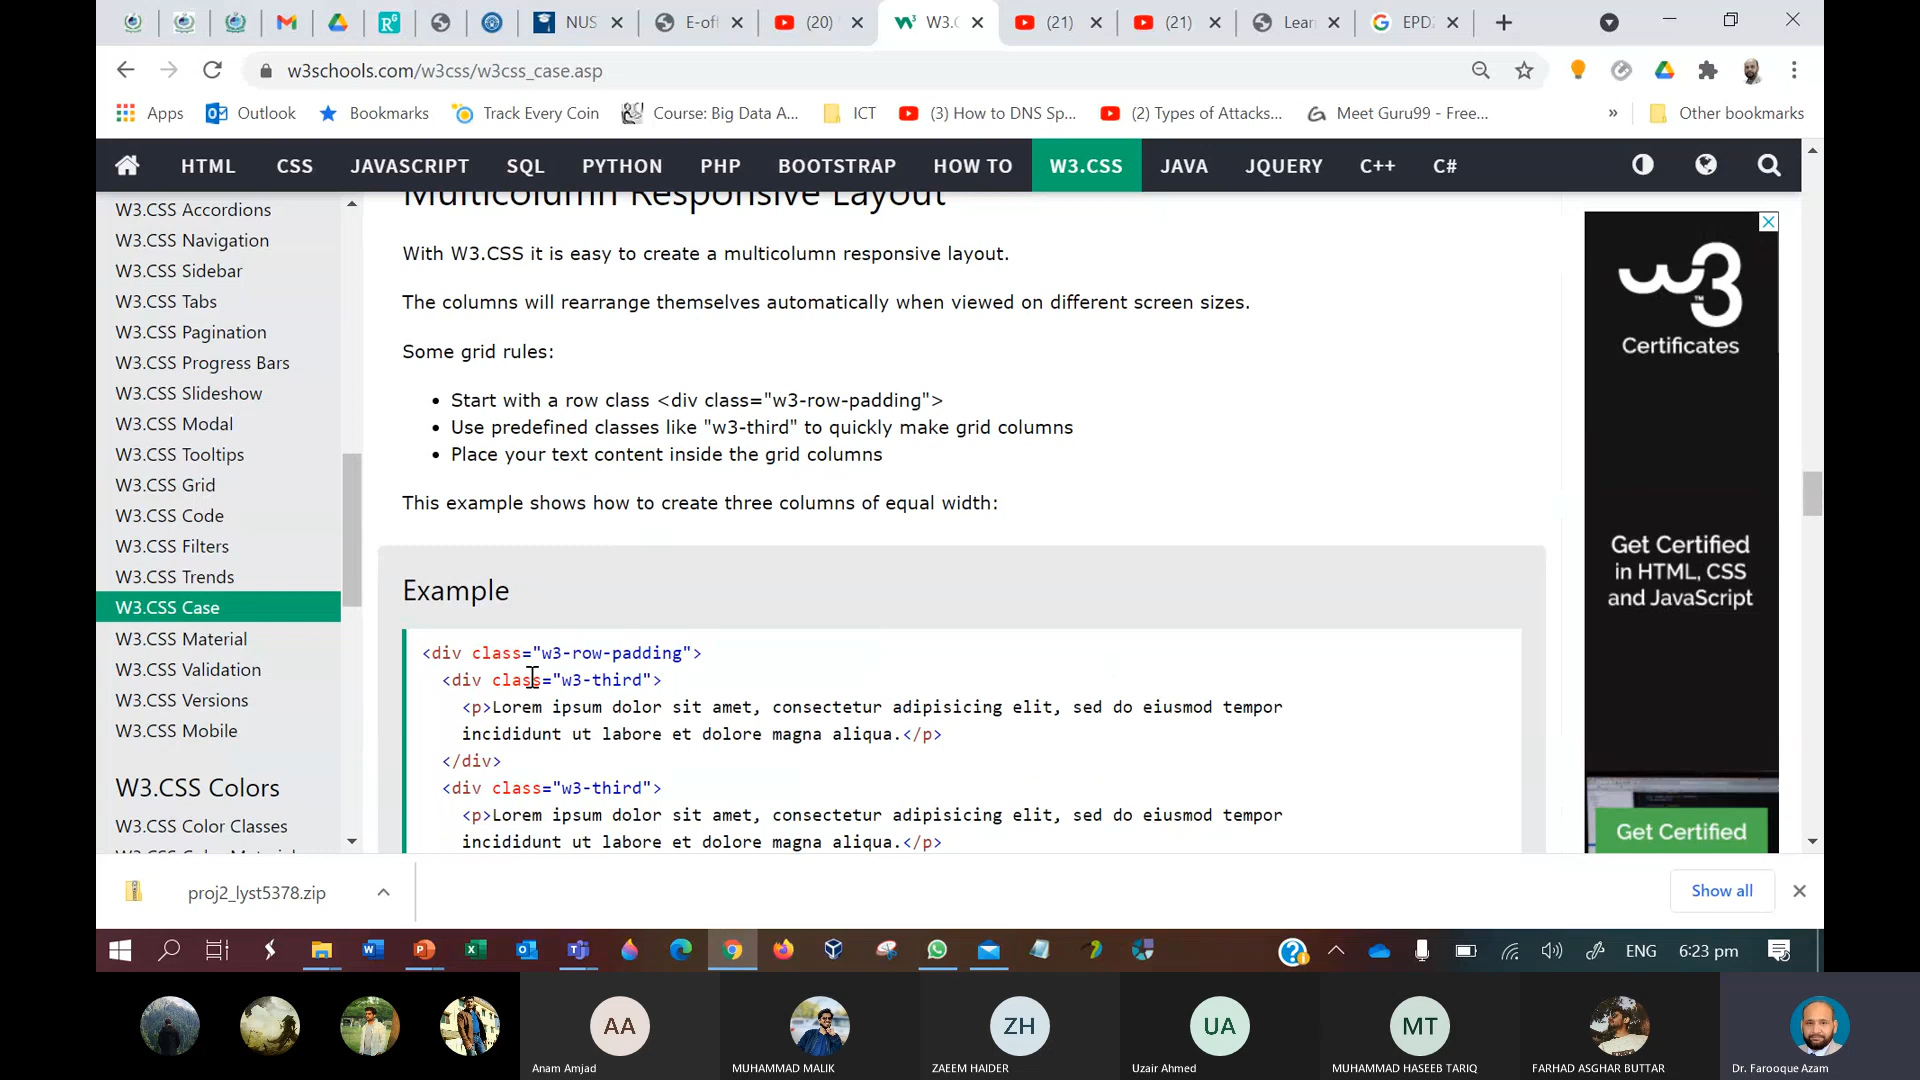 NUS
E-off
(20)
W3.C
(21)
(21)
Lear
EPD
w3schools.com/w3css/w3css_case.asp
Apps
Outlook
Bookmarks
Track Every Coin
Course: Big Data A...
ICT
(3) How to DNS Sp...
(2) Types of Attacks...
Meet Guru99 - Free...
»
Other bookmarks
HTML
CSS
JAVASCRIPT
SQL
PYTHON
PHP
BOOTSTRAP
HOW TO
W3.CSS
JAVA
JQUERY
C++
C#
W3.CSS Accordions
W3.CSS Navigation
W3.CSS Sidebar
W3.CSS Tabs
W3.CSS Pagination
W3.CSS Progress Bars
W3.CSS Slideshow
W3.CSS Modal
W3.CSS Tooltips
W3.CSS Grid
W3.CSS Code
W3.CSS Filters
W3.CSS Trends
W3.CSS Case
W3.CSS Material
W3.CSS Validation
W3.CSS Versions
W3.CSS Mobile
W3.CSS Colors
W3.CSS Color Classes
Multicolumn Responsive Layout
With W3.CSS it is easy to create a multicolumn responsive layout.
The columns will rearrange themselves automatically when viewed on different screen sizes.
Some grid rules:
• Start with a row class <div class="w3-row-padding">
• Use predefined classes like "w3-third" to quickly make grid columns
• Place your text content inside the grid columns
This example shows how to create three columns of equal width:
Example
<div class="w3-row-padding">
<div class="w3-third">
<p>Lorem ipsum dolor sit amet, consectetur adipisicing elit, sed do eiusmod tempor
incididunt ut labore et dolore magna aliqua.</p>
</div>
<div class="w3-third">
<p>Lorem ipsum dolor sit amet, consectetur adipisicing elit, sed do eiusmod tempor
incididunt ut labore et dolore magna aliqua.</p>
w3
TM
Certificates
Get Certified
in HTML, CSS
and JavaScript
Get Certified
proj2_lyst5378.zip
Show all
ENG
6:23 pm
AA
ZH
UA
MT
Anam Amjad
MUHAMMAD MALIK
ZAEEM HAIDER
Uzair Ahmed
MUHAMMAD HASEEB TARIQ
FARHAD ASGHAR BUTTAR
Dr. Farooque Azam